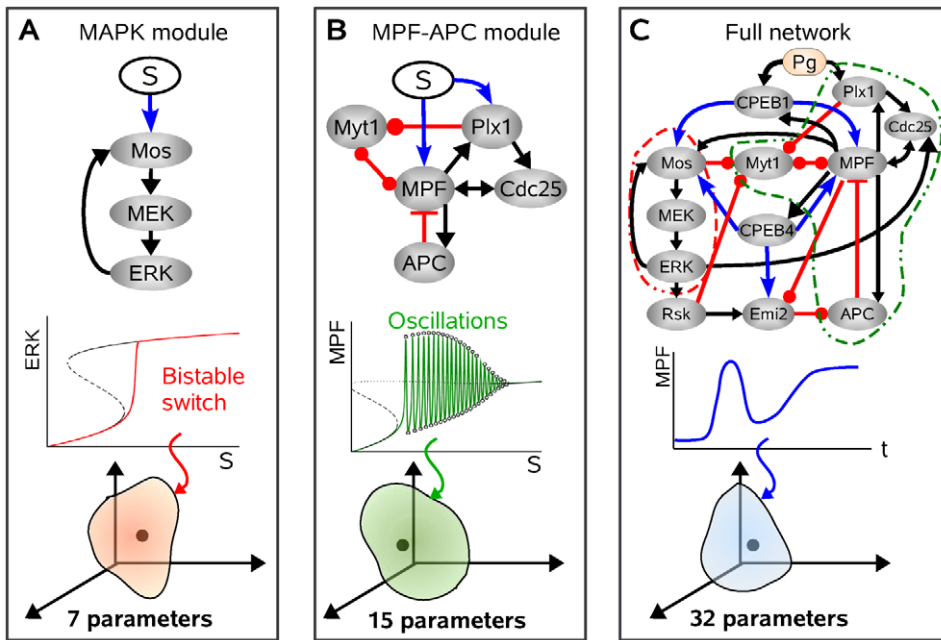 A MAPK module
S
Mos
MEK
ERK
ERK
Bistable
switch
S
7 parameters
B MPF-APC module
S
Myt1 Plx1
MPF Cdc25
APC
MPF
Oscillations
S
15 parameters
C Full network
Pg
CPEB1 Plx1
Cdc25
Mos Myt1 MPF
MEK
CPEB4
ERK
Rsk Emi2 APC
MPF
t
32 parameters